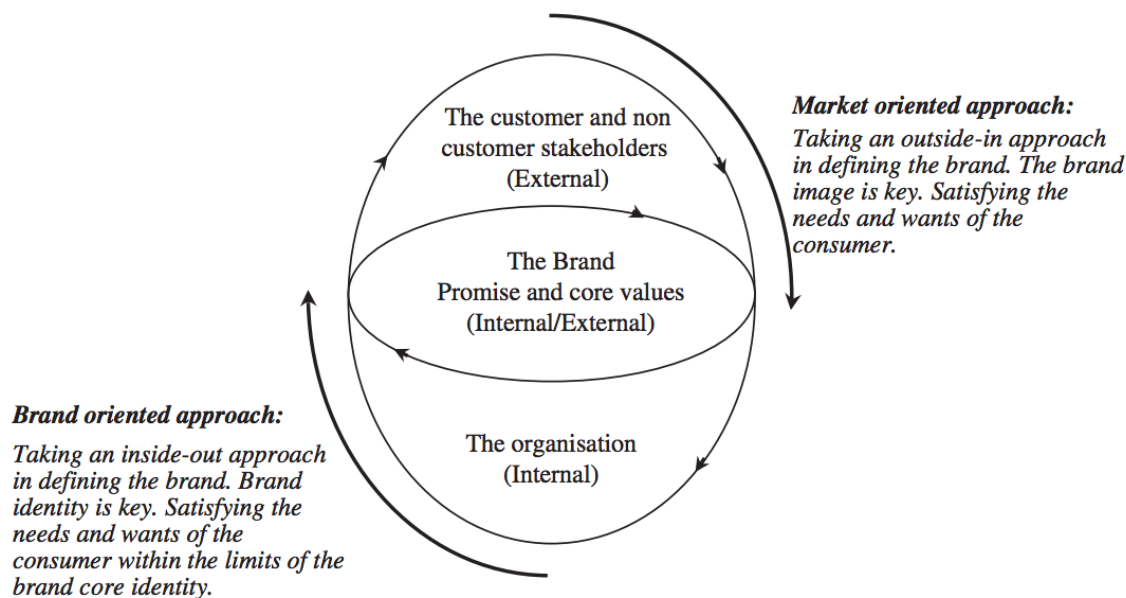 The customer and non
customer stakeholders
(External)
Market oriented approach:
Taking an outside-in approach
in defining the brand. The brand
image is key. Satisfying the
needs and wants of the
consumer.
The Brand
Promise and core values
(Internal/External)
Brand oriented approach:
Taking an inside-out approach
in defining the brand. Brand
identity is key. Satisfying the
needs and wants of the
consumer within the limits of the
brand core identity.
The organisation
(Internal)